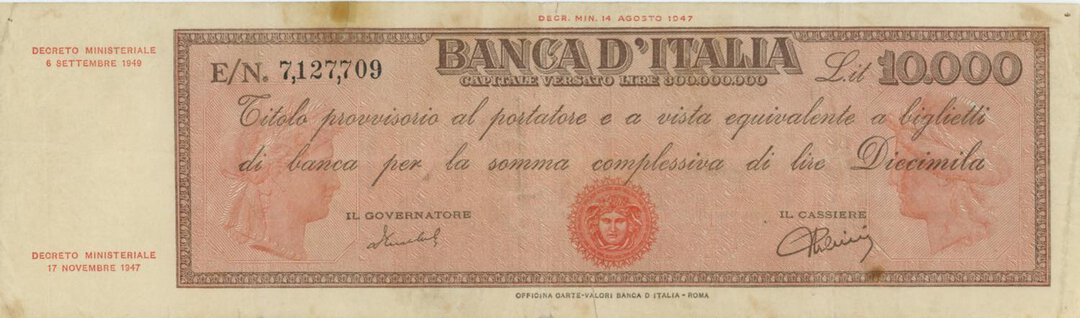 DECR. MIN. 14 AGOSTO 1947
DECRETO MINISTERIALE
6 SETTEMBRE 1949
E/N. 7,127,709
BANCA D'ITALIA
CAPITALE VERSATO LIRE 300.000.000
L.it 10.000
Titolo provvisorio al portatore e a vista equivalente a biglietti
di banca per la somma complessiva di lire Diecimila
IL GOVERNATORE
IL CASSIERE
DECRETO MINISTERIALE
17 NOVEMBRE 1947
OFFICINA CARTE-VALORI BANCA D ITALIA - ROMA